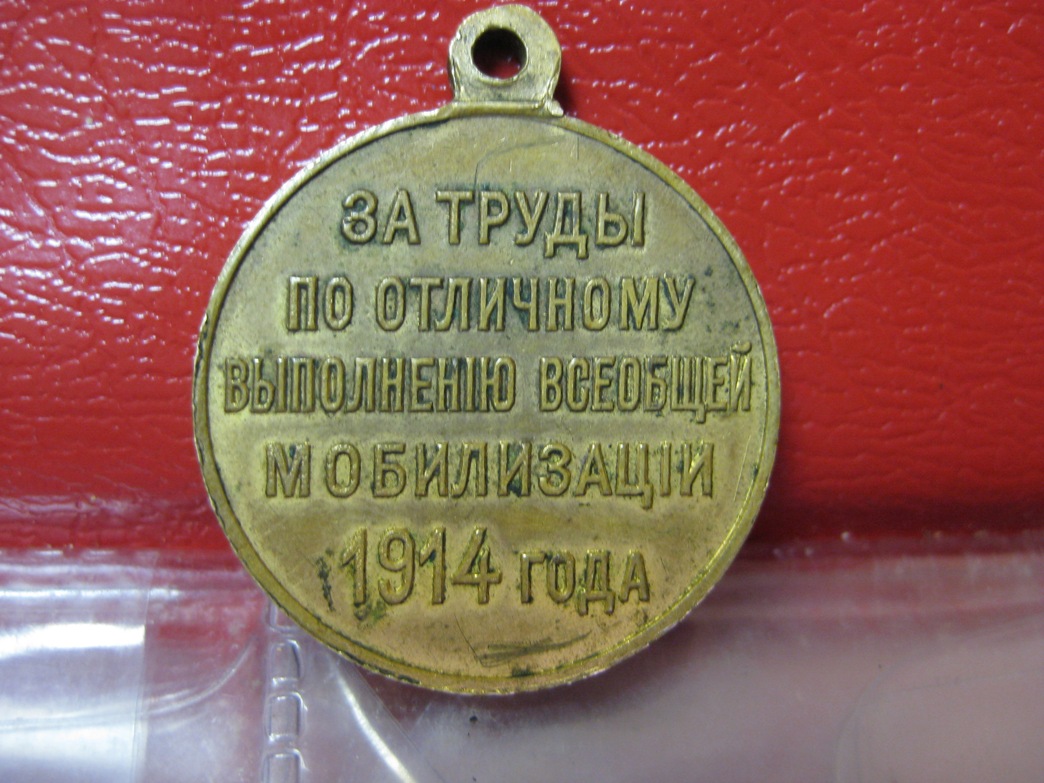 ЗА ТРУДЫ
ПО ОТЛИЧНОМУ
ВЫПОЛНЕНІЮ ВСЕОБЩЕЙ
МОБИЛИЗАЦІИ
1914 ГОДА